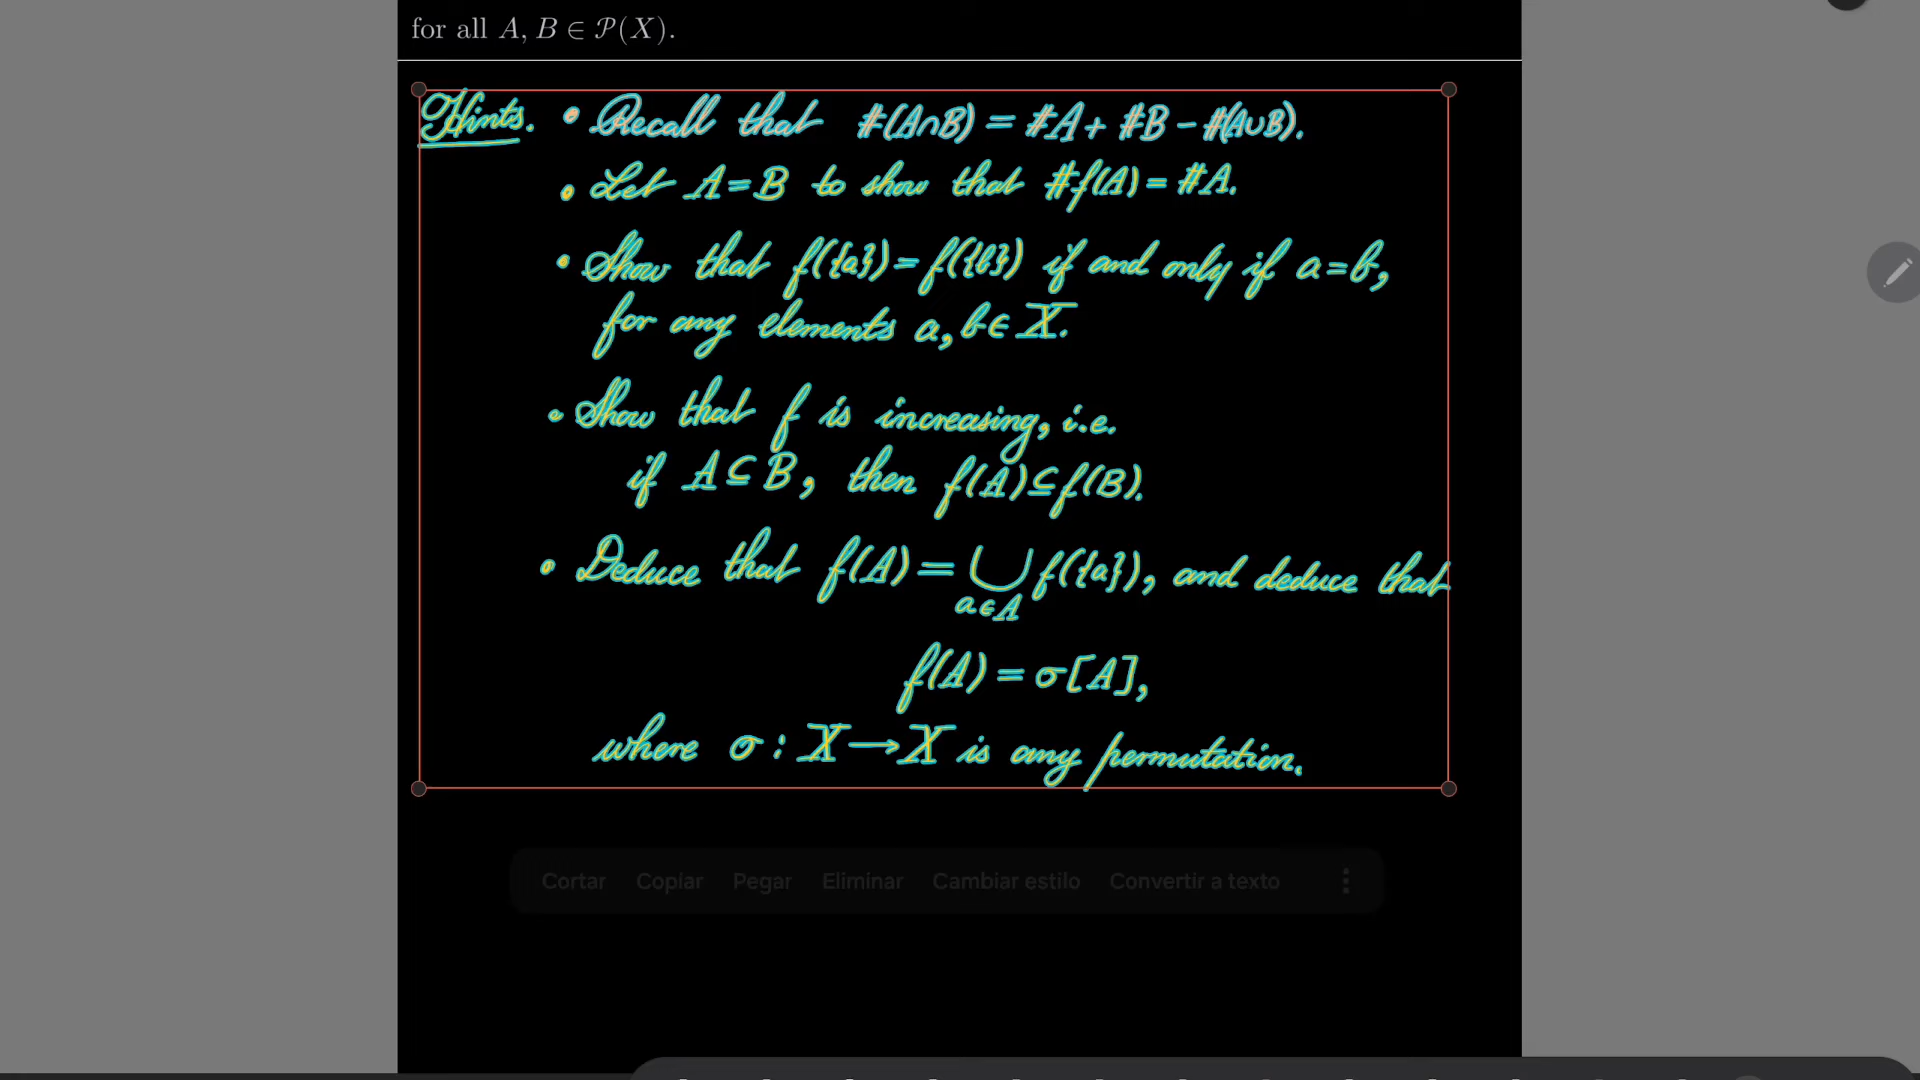 for all A, B ∈ 𝒫(X).
Hints. • Recall that #(A∩B) = #A + #B - #(A∪B).
• Let A=B to show that #f(A) = #A.
• Show that f({a}) = f({b}) if and only if a=b,
for any elements a, b ∈ X.
• Show that f is increasing, i.e.
if A ⊆ B, then f(A) ⊆ f(B).
• Deduce that f(A) = ⋃ f({a}), and deduce that
a∈A
f(A) = σ[A],
where σ : X → X is any permutation.
Cortar Copiar Pegar Eliminar Cambiar estilo Convertir a texto